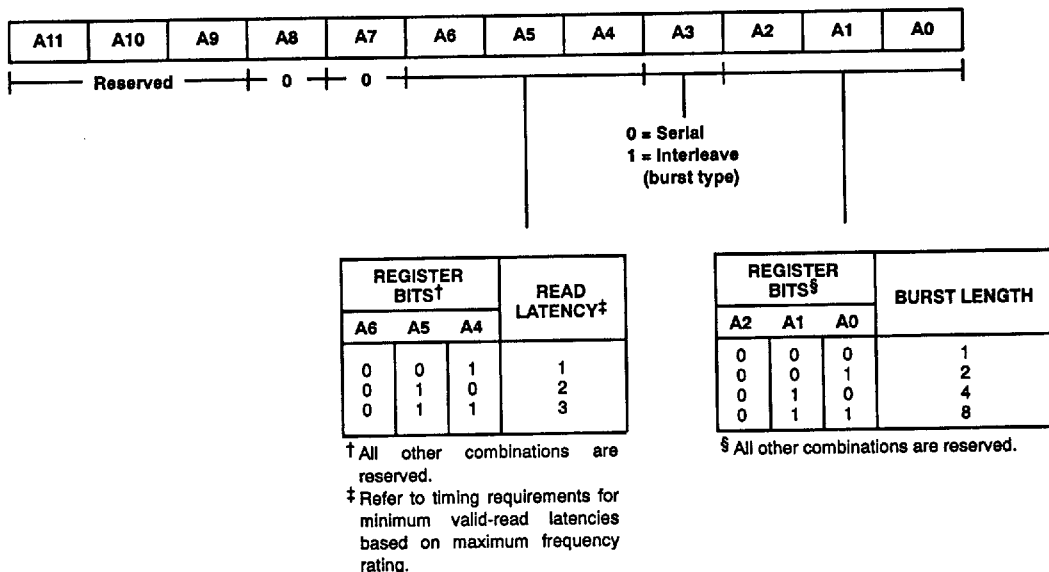 A11 A10 A9 A8 A7 A6 A5 A4 A3 A2 A1 A0
Reserved 0 0
0 = Serial
1 = Interleave
(burst type)
REGISTER
BITS†
READ
LATENCY‡
A6 A5 A4
0 0 1 1
0 1 0 2
0 1 1 3
† All other combinations are
reserved.
‡ Refer to timing requirements for
minimum valid-read latencies
based on maximum frequency
rating.
REGISTER
BITS§
BURST LENGTH
A2 A1 A0
0 0 0 1
0 0 1 2
0 1 0 4
0 1 1 8
§ All other combinations are reserved.